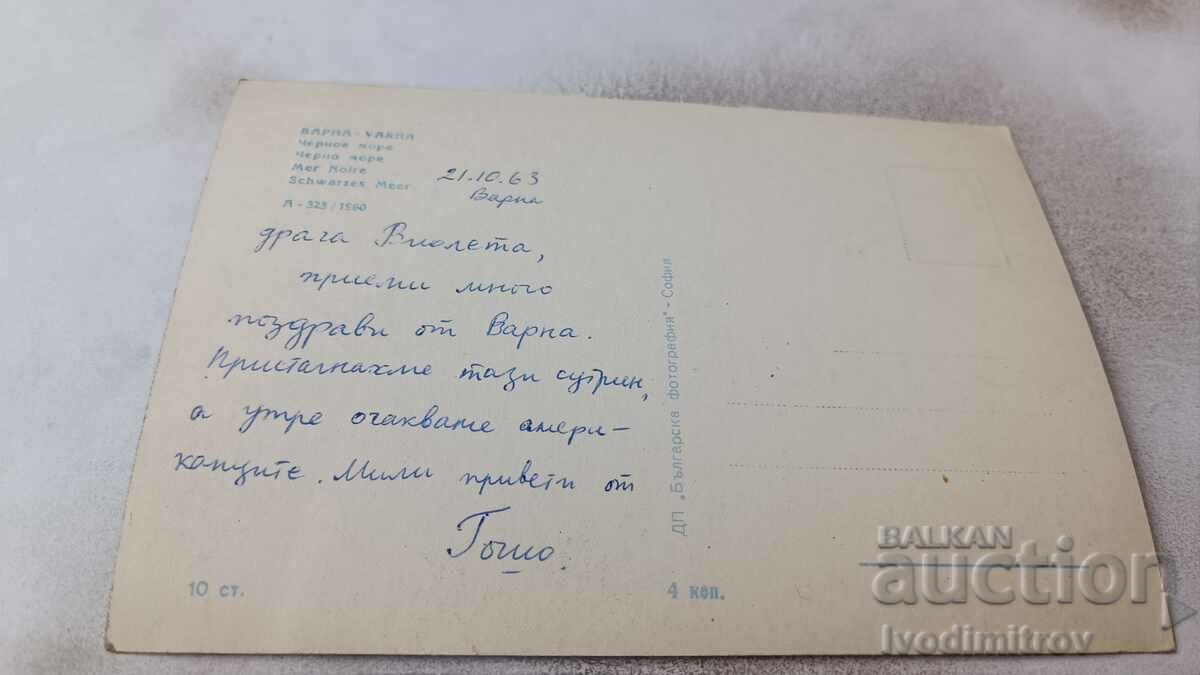 ВАРНА - VARNA
Черное море
Черно море
Mer Noire
Schwarzes Meer
А - 323 / 1960
21.10.63
Варна
драга Виолета,
приеми много
поздрави от Варна.
Пристигнахме тази сутрин,
а утре очакваме амери-
канците. Мили привети от
Гошо.
10 ст.
4 коп.
ДП „Българска фотография" - София
BALKAN
auction
Ivodimitrov